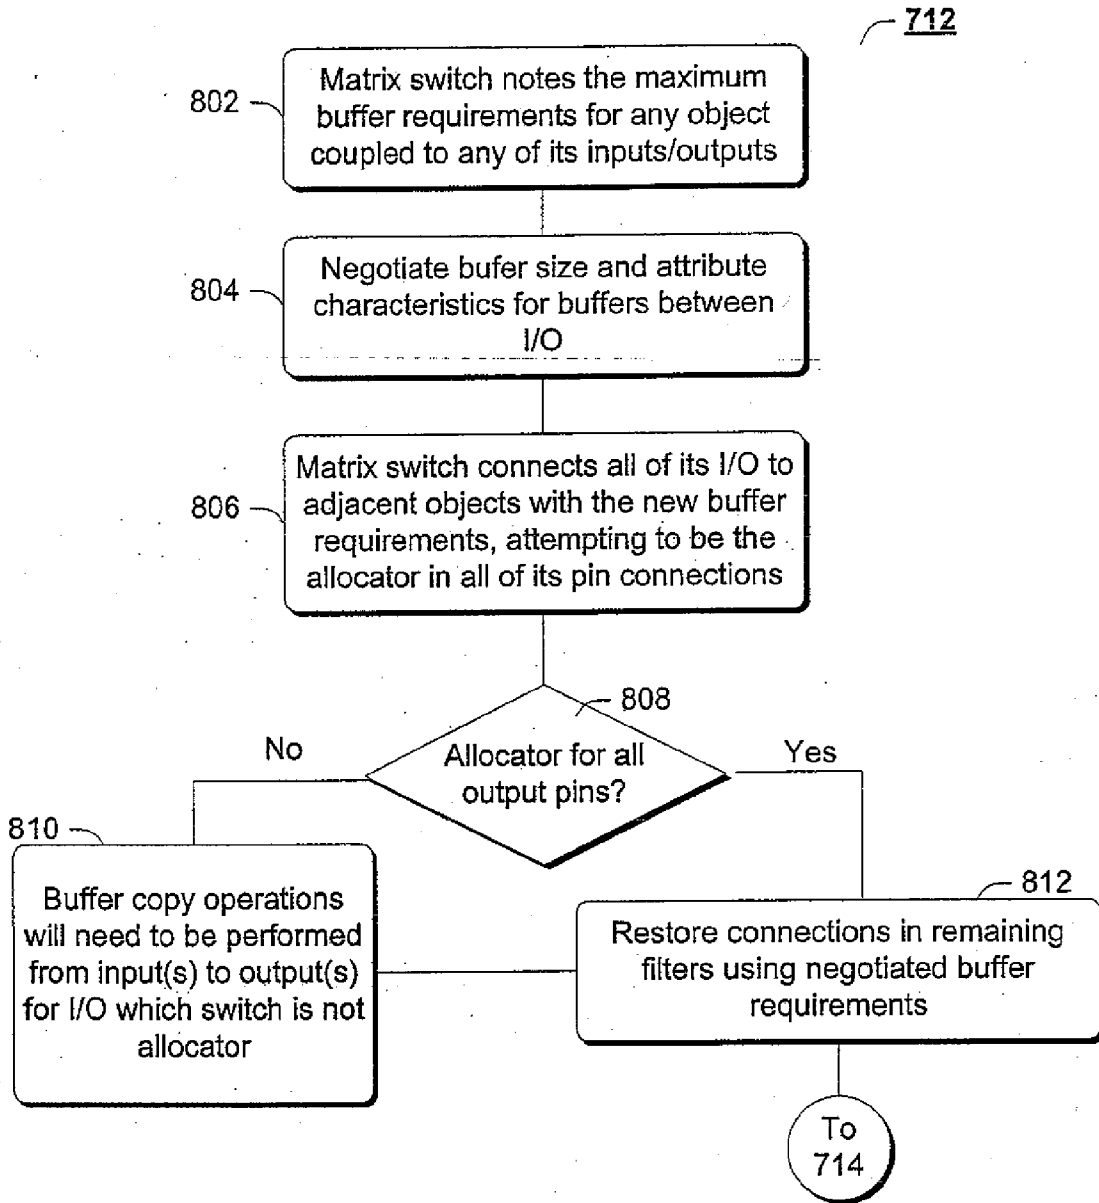 712
802
Matrix switch notes the maximum
buffer requirements for any object
coupled to any of its inputs/outputs
804
Negotiate bufer size and attribute
characteristics for buffers between
I/O
806
Matrix switch connects all of its I/O to
adjacent objects with the new buffer
requirements, attempting to be the
allocator in all of its pin connections
808
Allocator for all
output pins?
No
Yes
810
Buffer copy operations
will need to be performed
from input(s) to output(s)
for I/O which switch is not
allocator
812
Restore connections in remaining
filters using negotiated buffer
requirements
To
714